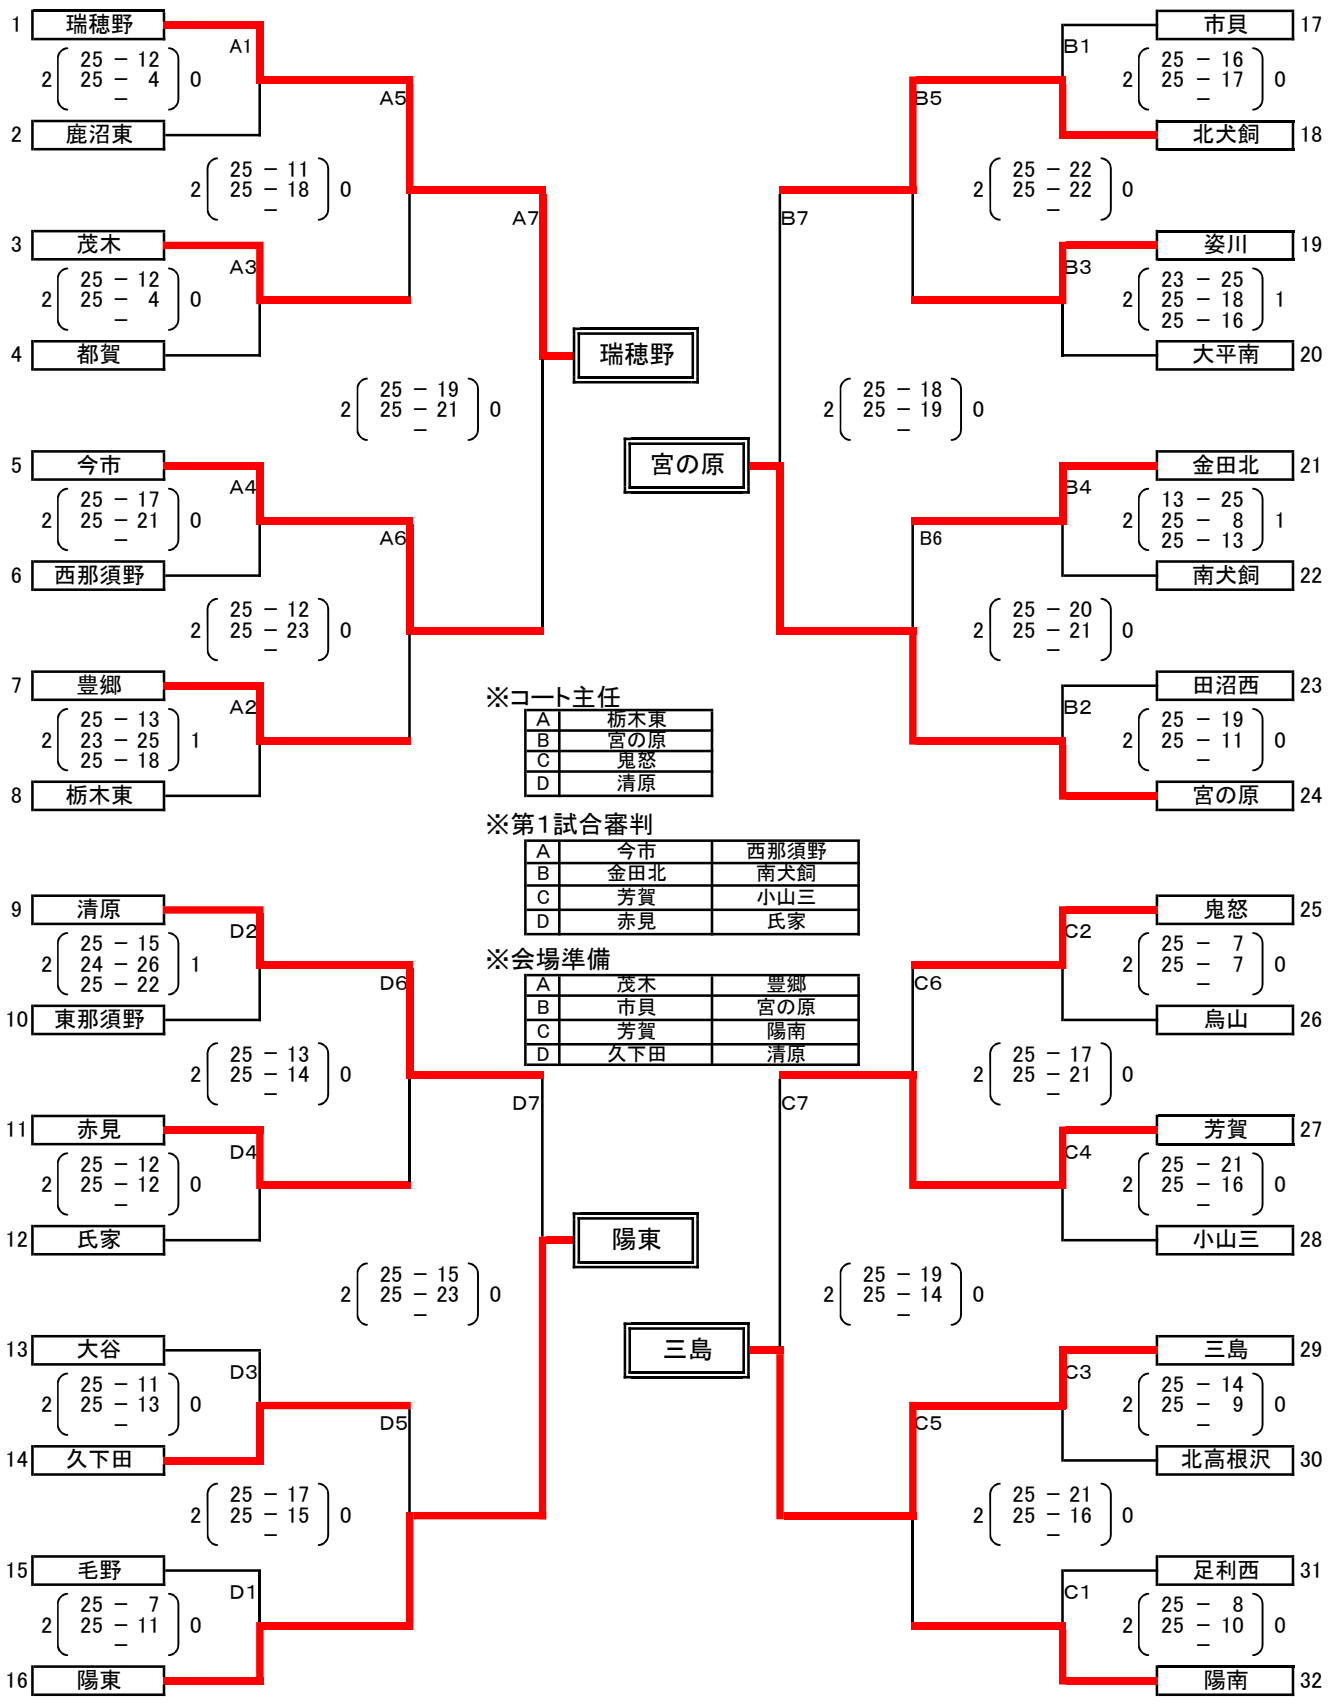 1 瑞穂野
A1
2 25 － 12 0
25 － 4
－
2 鹿沼東
A5
2 25 － 11 0
25 － 18
－
3 茂木
A3
2 25 － 12 0
25 － 4
－
4 都賀
A7
瑞穂野
2 25 － 19 0
25 － 21
－
5 今市
A4
2 25 － 17 0
25 － 21
－
6 西那須野
A6
2 25 － 12 0
25 － 23
－
7 豊郷
A2
2 25 － 13 1
23 － 25
25 － 18
8 栃木東
9 清原
D2
2 25 － 15 1
24 － 26
25 － 22
10 東那須野
D6
2 25 － 13 0
25 － 14
－
11 赤見
D4
2 25 － 12 0
25 － 12
－
12 氏家
D7
陽東
2 25 － 15 0
25 － 23
－
13 大谷
D3
2 25 － 11 0
25 － 13
－
14 久下田
D5
2 25 － 17 0
25 － 15
－
15 毛野
D1
2 25 － 7 0
25 － 11
－
16 陽東
※コート主任
A 栃木東
B 宮の原
C 鬼怒
D 清原
※第１試合審判
A 今市 西那須野
B 金田北 南犬飼
C 芳賀 小山三
D 赤見 氏家
※会場準備
A 茂木 豊郷
B 市貝 宮の原
C 芳賀 陽南
D 久下田 清原
市貝 17
B1
2 25 － 16 0
25 － 17
－
北犬飼 18
B5
2 25 － 22 0
25 － 22
－
姿川 19
B3
2 23 － 25 1
25 － 18
25 － 16
大平南 20
B7
宮の原
2 25 － 18 0
25 － 19
－
金田北 21
B4
2 13 － 25 1
25 － 8
25 － 13
南犬飼 22
B6
2 25 － 20 0
25 － 21
－
田沼西 23
B2
2 25 － 19 0
25 － 11
－
宮の原 24
鬼怒 25
C2
2 25 － 7 0
25 － 7
－
烏山 26
C6
2 25 － 17 0
25 － 21
－
芳賀 27
C4
2 25 － 21 0
25 － 16
－
小山三 28
C7
三島
2 25 － 19 0
25 － 14
－
三島 29
C3
2 25 － 14 0
25 － 9
－
北高根沢 30
C5
2 25 － 21 0
25 － 16
－
足利西 31
C1
2 25 － 8 0
25 － 10
－
陽南 32